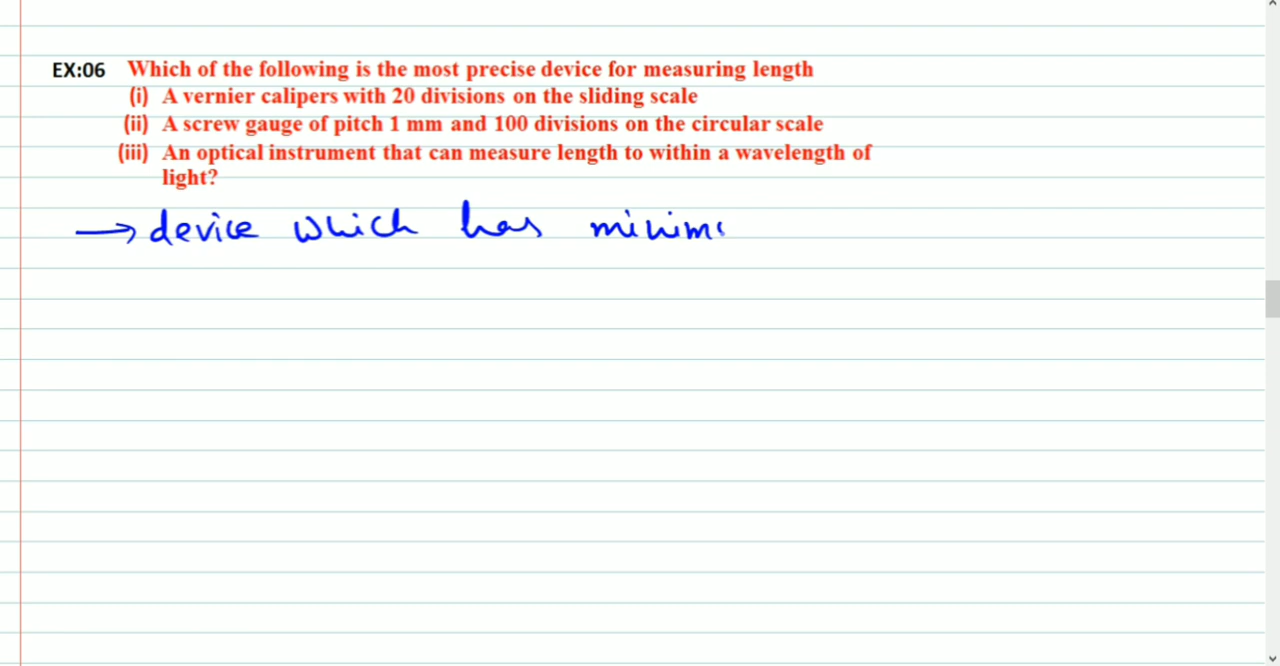 EX:06 Which of the following is the most precise device for measuring length
(i) A vernier calipers with 20 divisions on the sliding scale
(ii) A screw gauge of pitch 1 mm and 100 divisions on the circular scale
(iii) An optical instrument that can measure length to within a wavelength of
light?
→ device which has